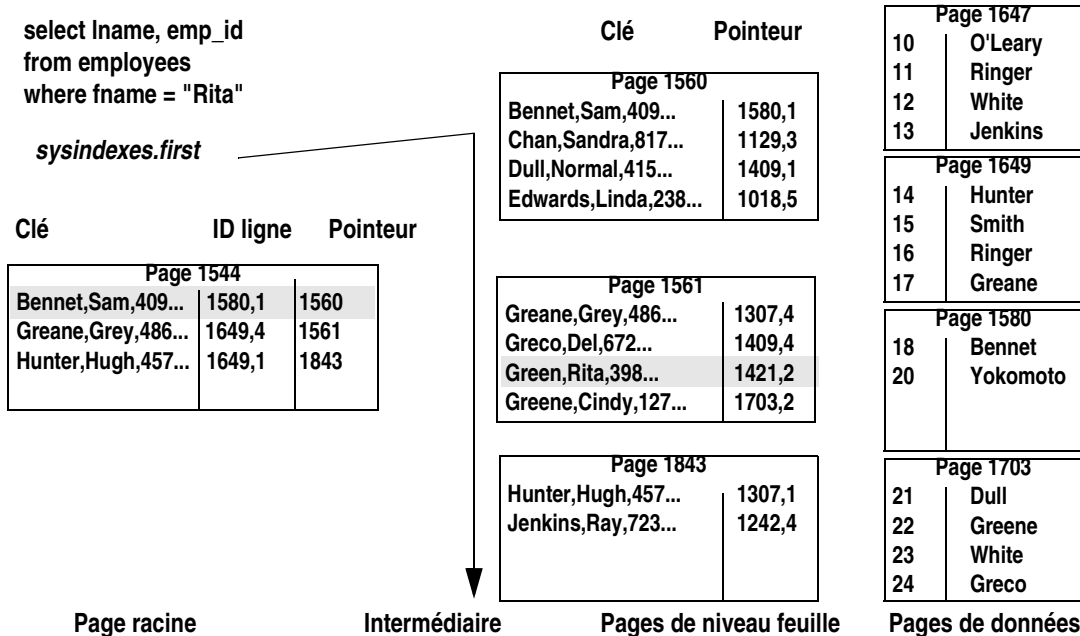 select lname, emp_id
from employees
where fname = "Rita"
sysindexes.first
Clé ID ligne Pointeur
Page 1544
Bennet,Sam,409... 1580,1 1560
Greane,Grey,486... 1649,4 1561
Hunter,Hugh,457... 1649,1 1843
Clé Pointeur
Page 1560
Bennet,Sam,409... 1580,1
Chan,Sandra,817... 1129,3
Dull,Normal,415... 1409,1
Edwards,Linda,238... 1018,5
Page 1561
Greane,Grey,486... 1307,4
Greco,Del,672... 1409,4
Green,Rita,398... 1421,2
Greene,Cindy,127... 1703,2
Page 1843
Hunter,Hugh,457... 1307,1
Jenkins,Ray,723... 1242,4
Page 1647
10 O'Leary
11 Ringer
12 White
13 Jenkins
Page 1649
14 Hunter
15 Smith
16 Ringer
17 Greane
Page 1580
18 Bennet
20 Yokomoto
Page 1703
21 Dull
22 Greene
23 White
24 Greco
Page racine Intermédiaire Pages de niveau feuille Pages de données